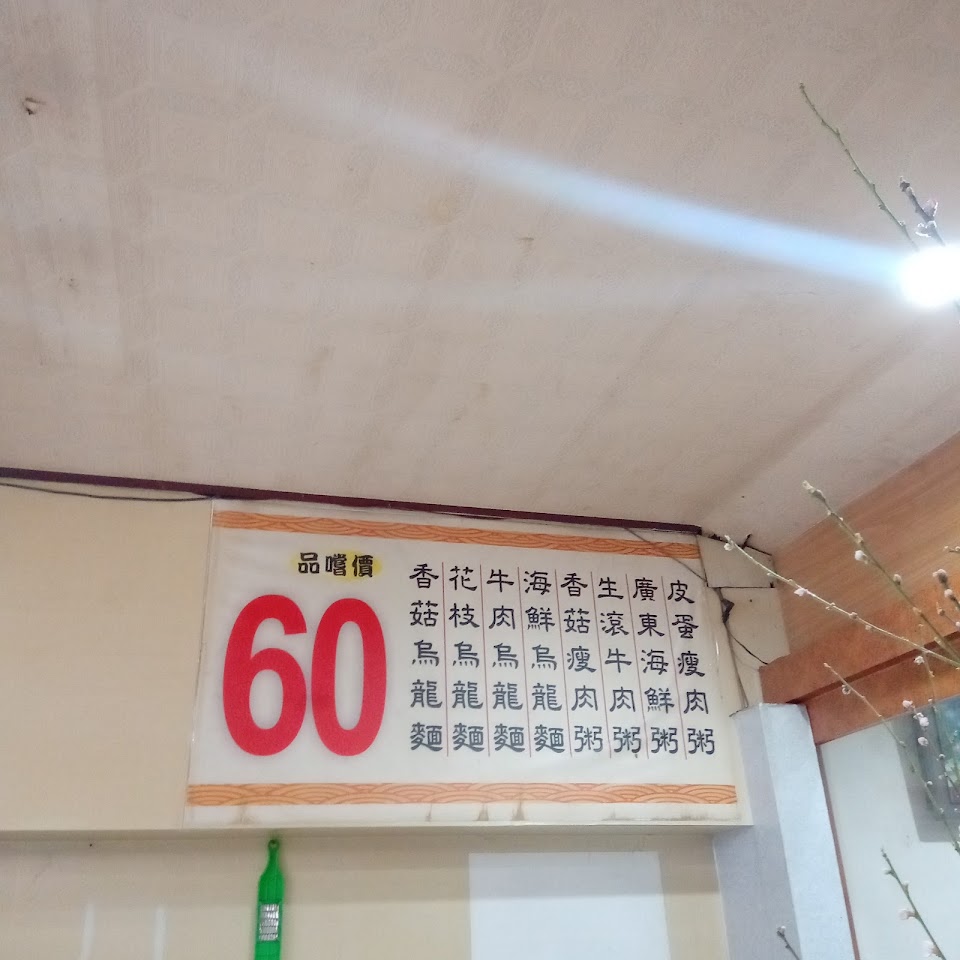 品嚐價
60
皮蛋瘦肉粥
廣東海鮮粥
生滾牛肉粥
香菇瘦肉粥
海鮮烏龍麵
牛肉烏龍麵
花枝烏龍麵
香菇烏龍麵